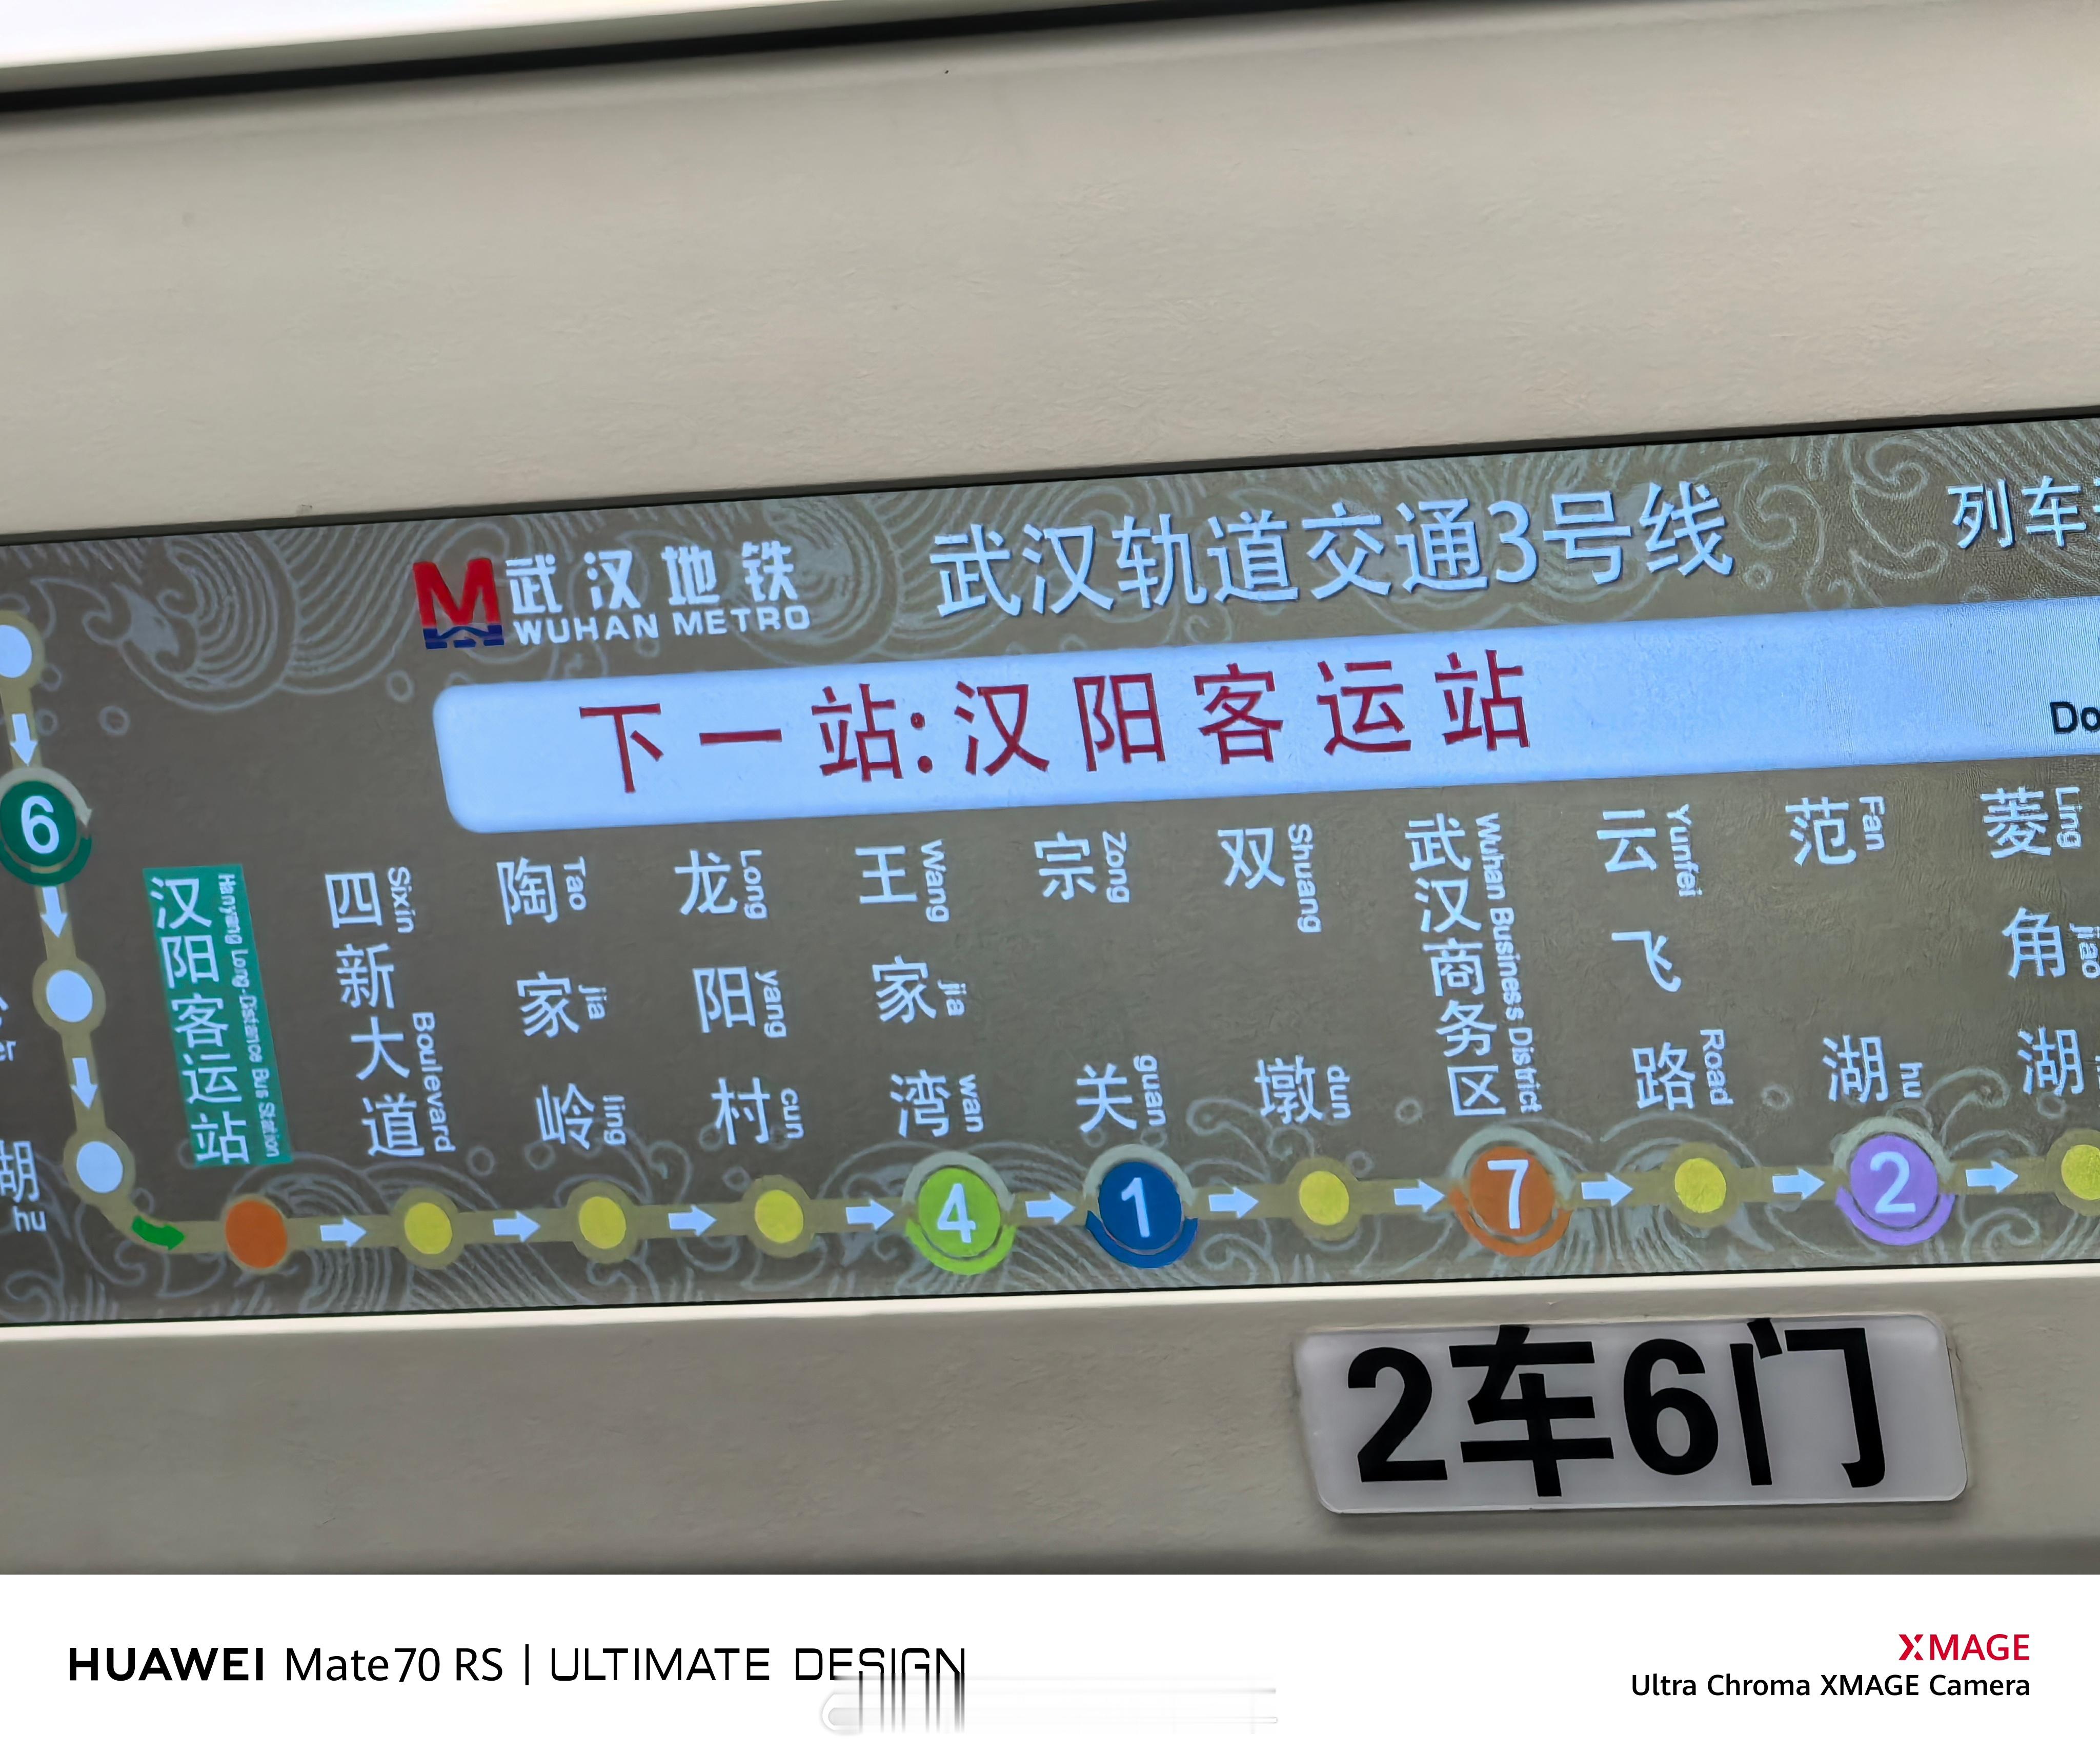 武汉地铁
WUHAN METRO
武汉轨道交通3号线
列车
下一站:汉阳客运站
Do
6
湖
hu
汉阳客运站
Hanyang Long-Distance Bus Station
四新大道
Sixin Boulevard
陶家岭
Tao jia ling
龙阳村
Long yang cun
王家湾
Wang jia wan
宗关
Zong guan
双墩
Shuang dun
武汉商务区
Wuhan Business District
云飞路
Yunfei Road
范湖
Fan hu
菱角湖
Ling jiao
4
1
7
2
2车6门
HUAWEI Mate70 RS | ULTIMATE DESIGN
XMAGE
Ultra Chroma XMAGE Camera